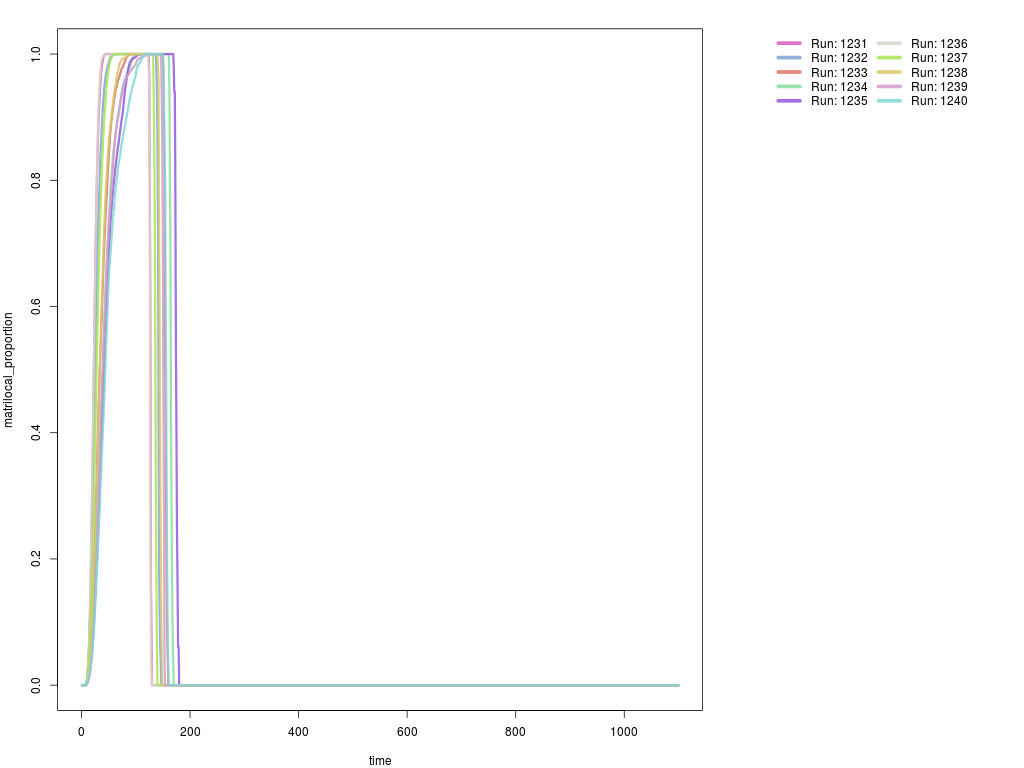 Run: 1231
Run: 1232
Run: 1233
Run: 1234
Run: 1235
Run: 1236
Run: 1237
Run: 1238
Run: 1239
Run: 1240
matrilocal_proportion
1.0
0.8
0.6
0.4
0.2
0.0
0 200 400 600 800 1000
time